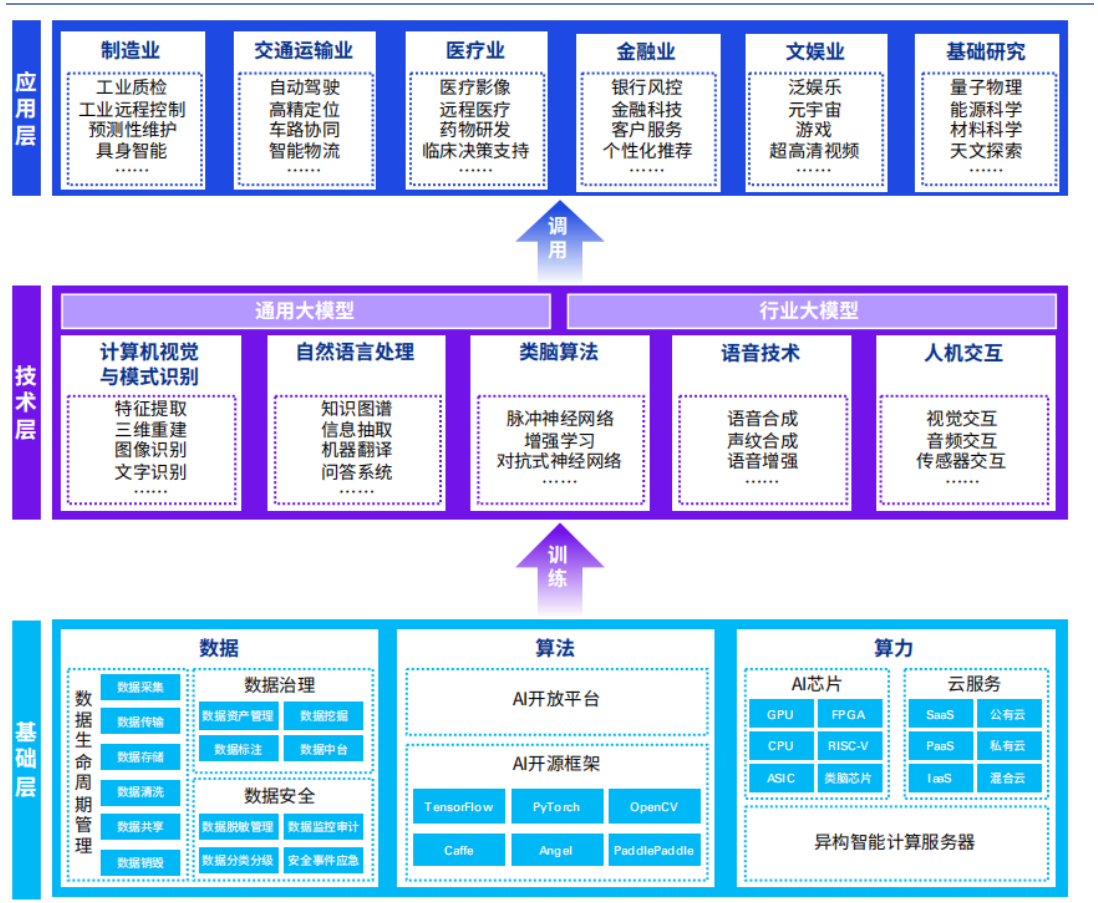 应用层
制造业
工业质检
工业远程控制
预测性维护
具身智能
……
交通运输业
自动驾驶
高精定位
车路协同
智能物流
……
医疗业
医疗影像
远程医疗
药物研发
临床决策支持
……
金融业
银行风控
金融科技
客户服务
个性化推荐
……
文娱业
泛娱乐
元宇宙
游戏
超高清视频
……
基础研究
量子物理
能源科学
材料科学
天文探索
……
调用
技术层
通用大模型
行业大模型
计算机视觉
与模式识别
特征提取
三维重建
图像识别
文字识别
……
自然语言处理
知识图谱
信息抽取
机器翻译
问答系统
……
类脑算法
脉冲神经网络
增强学习
对抗式神经网络
……
语音技术
语音合成
声纹合成
语音增强
……
人机交互
视觉交互
音频交互
传感器交互
……
训练
基础层
数据
数据生命周期管理
数据采集
数据传输
数据存储
数据清洗
数据共享
数据销毁
数据治理
数据资产管理
数据挖掘
数据标注
数据中台
数据安全
数据脱敏管理
数据监控审计
数据分类分级
安全事件应急
算法
AI开放平台
AI开源框架
TensorFlow
PyTorch
OpenCV
Caffe
Angel
PaddlePaddle
算力
AI芯片
GPU
FPGA
CPU
RISC-V
ASIC
类脑芯片
云服务
SaaS
公有云
PaaS
私有云
IaaS
混合云
异构智能计算服务器